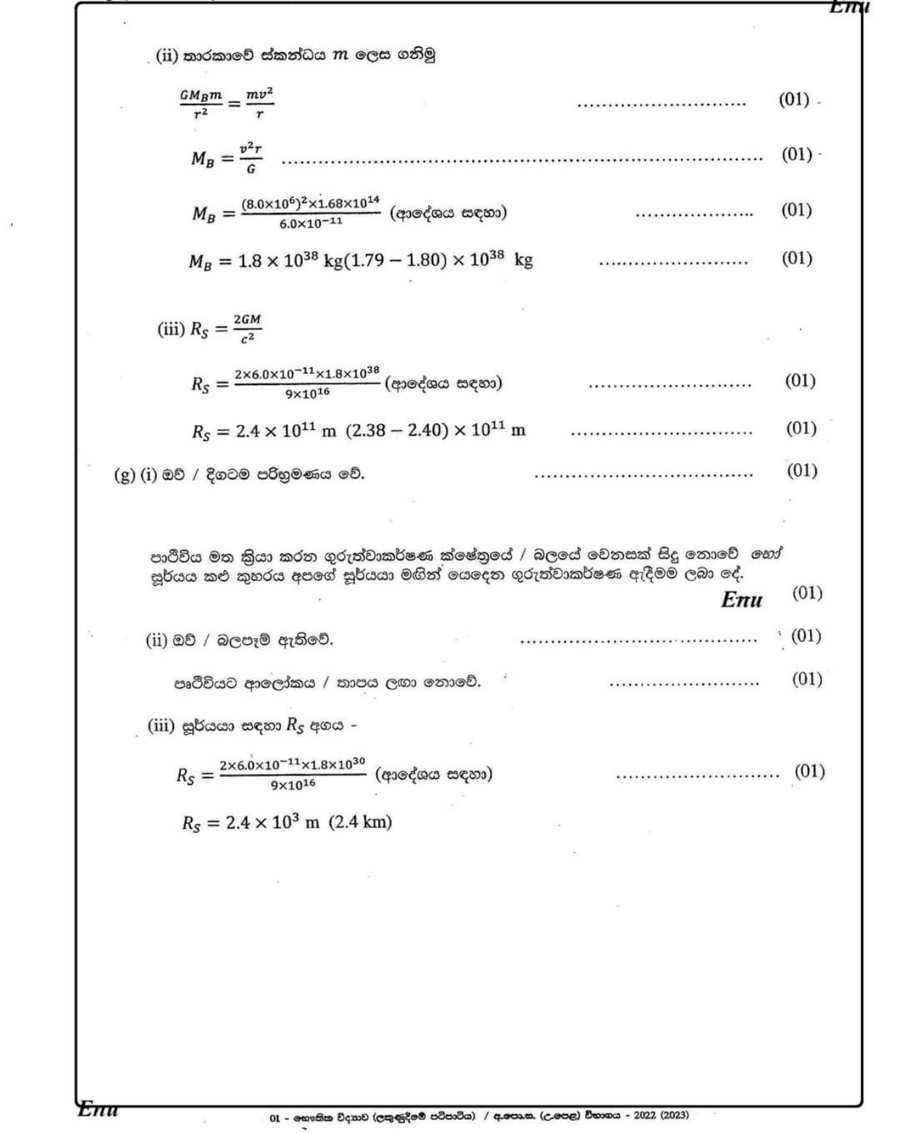 Enu
(ii) තාරකාවේ ස්කන්ධය m ලෙස ගනිමු
GM_Bm/r² = mv²/r ............................ (01)
M_B = v²r/G ................................................................................ (01)
M_B = (8.0×10⁶)²×1.68×10¹⁴/6.0×10⁻¹¹ (ආදේශය සඳහා) ................... (01)
M_B = 1.8 × 10³⁸ kg(1.79 − 1.80) × 10³⁸ kg ......................... (01)
(iii) R_S = 2GM/c²
R_S = 2×6.0×10⁻¹¹×1.8×10³⁸/9×10¹⁶ (ආදේශය සඳහා) ........................... (01)
R_S = 2.4 × 10¹¹ m (2.38 − 2.40) × 10¹¹ m .............................. (01)
(g) (i) ඔව් / දිගටම පරිභ්‍රමණය වේ. .................................... (01)
පාථිවිය මත ක්‍රියා කරන ගුරුත්වාකර්ෂණ ක්ෂේත්‍රයේ / බලයේ වෙනසක් සිදු නොවේ හෝ
සූර්යය කළු කුහරය අපගේ සූර්යයා මඟින් යෙදෙන ගුරුත්වාකර්ෂණ ඇදීමම ලබා දේ.
Enu (01)
(ii) ඔව් / බලපෑම් ඇතිවේ. ....................................... (01)
පෘථිවියට ආලෝකය / තාපය ලඟා නොවේ. ......................... (01)
(iii) සූර්යයා සඳහා R_S අගය -
R_S = 2×6.0×10⁻¹¹×1.8×10³⁰/9×10¹⁶ (ආදේශය සඳහා) ........................... (01)
R_S = 2.4 × 10³ m (2.4 km)
Enu
01 - භෞතික විද්‍යාව (ලකුණුදීමේ පටිපාටිය) / අ.පො.ස. (උ.පෙළ) විභාගය - 2022 (2023)